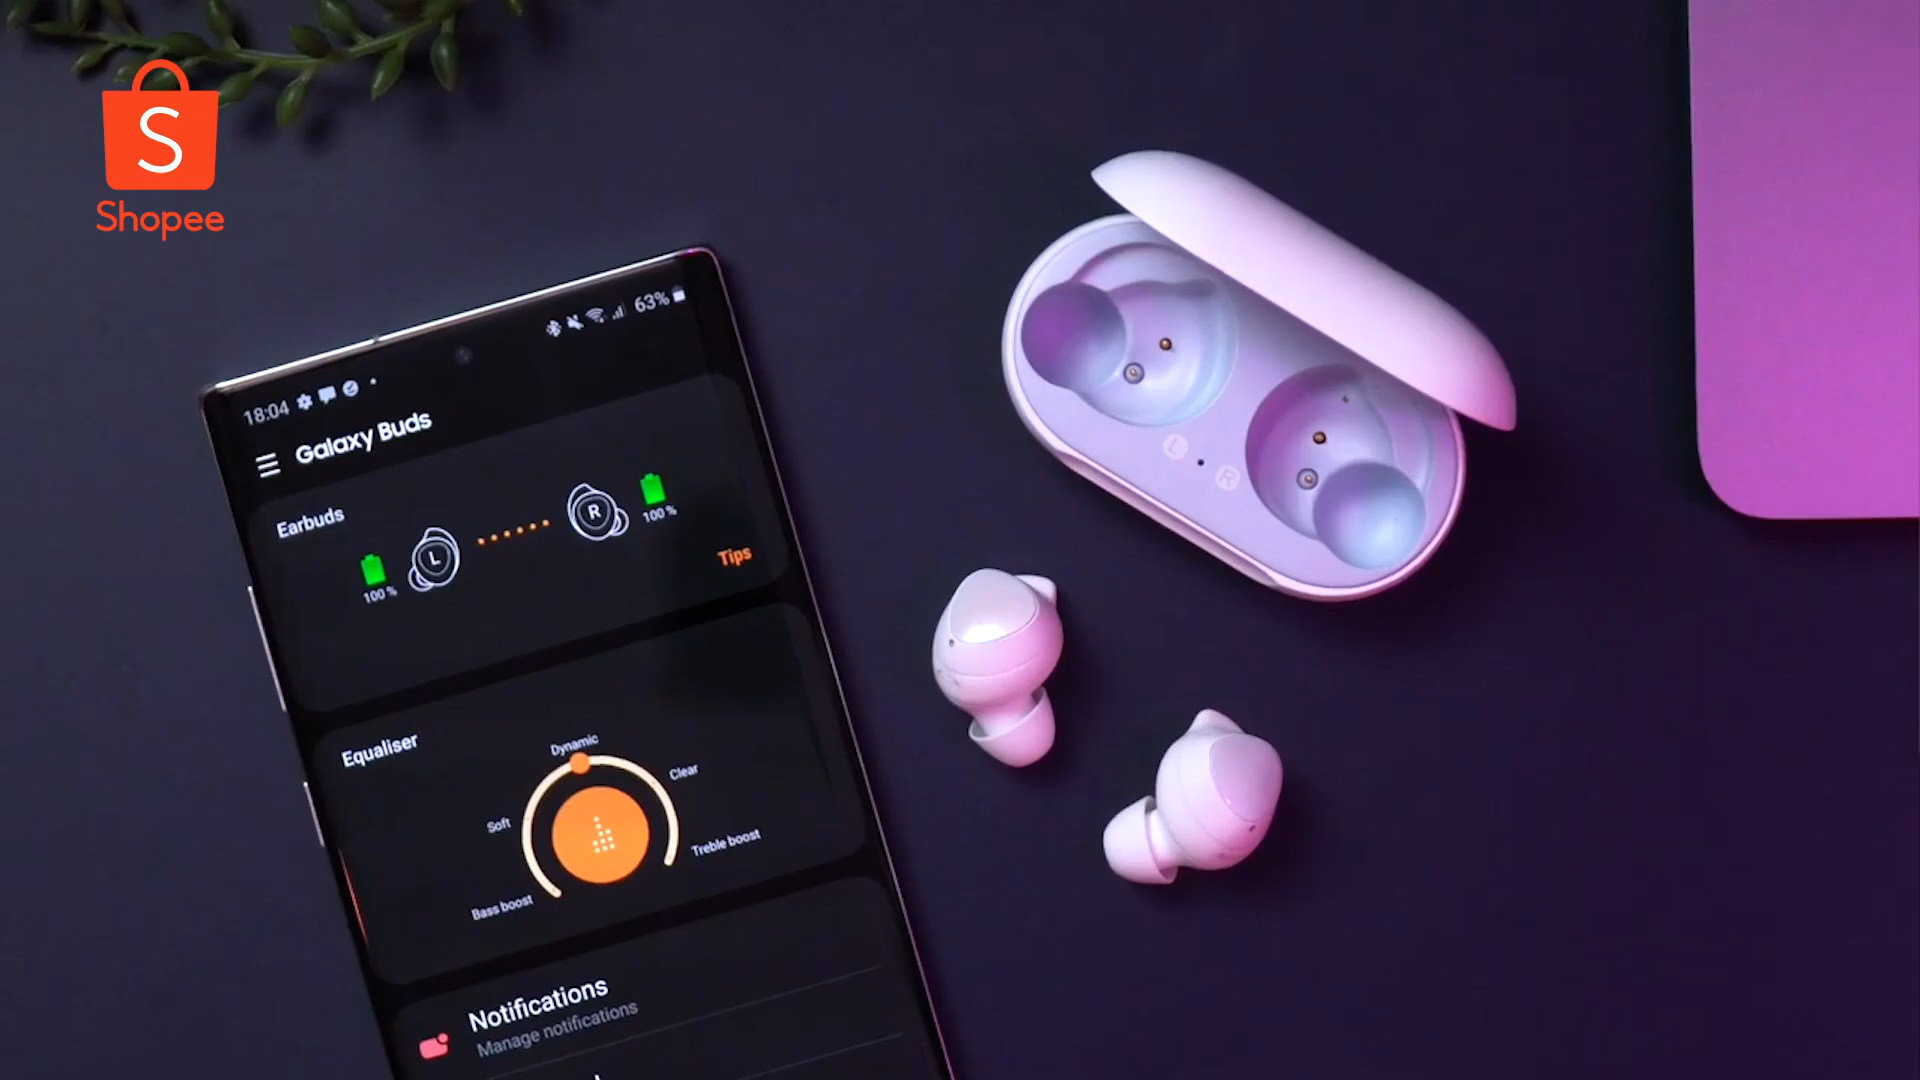 S
Shopee
18:04
63%
Galaxy Buds
Earbuds
L
100 %
R
100 %
Tips
Equaliser
Dynamic
Clear
Soft
Treble boost
Bass boost
Notifications
Manage notifications
L
R